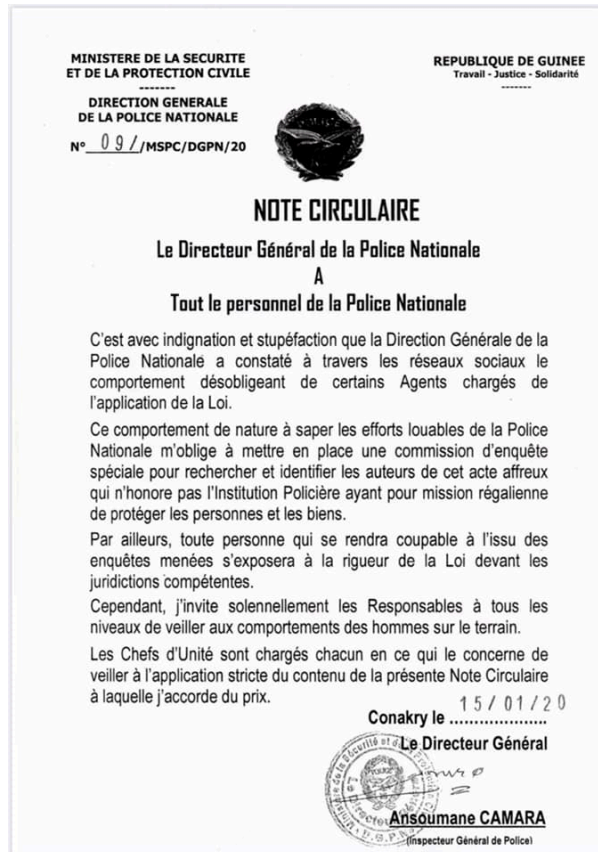 MINISTERE DE LA SECURITE
ET DE LA PROTECTION CIVILE
-------
DIRECTION GENERALE
DE LA POLICE NATIONALE
N° 091/MSPC/DGPN/20
REPUBLIQUE DE GUINEE
Travail - Justice - Solidarité
-------
NOTE CIRCULAIRE
Le Directeur Général de la Police Nationale
A
Tout le personnel de la Police Nationale
C'est avec indignation et stupéfaction que la Direction Générale de la
Police Nationale a constaté à travers les réseaux sociaux le
comportement désobligeant de certains Agents chargés de
l'application de la Loi.
Ce comportement de nature à saper les efforts louables de la Police
Nationale m'oblige à mettre en place une commission d'enquête
spéciale pour rechercher et identifier les auteurs de cet acte affreux
qui n'honore pas l'Institution Policière ayant pour mission régalienne
de protéger les personnes et les biens.
Par ailleurs, toute personne qui se rendra coupable à l'issu des
enquêtes menées s'exposera à la rigueur de la Loi devant les
juridictions compétentes.
Cependant, j'invite solennellement les Responsables à tous les
niveaux de veiller aux comportements des hommes sur le terrain.
Les Chefs d'Unité sont chargés chacun en ce qui le concerne de
veiller à l'application stricte du contenu de la présente Note Circulaire
à laquelle j'accorde du prix.
15/01/20
Conakry le ...................
Le Directeur Général
Ansoumane CAMARA
(Inspecteur Général de Police)